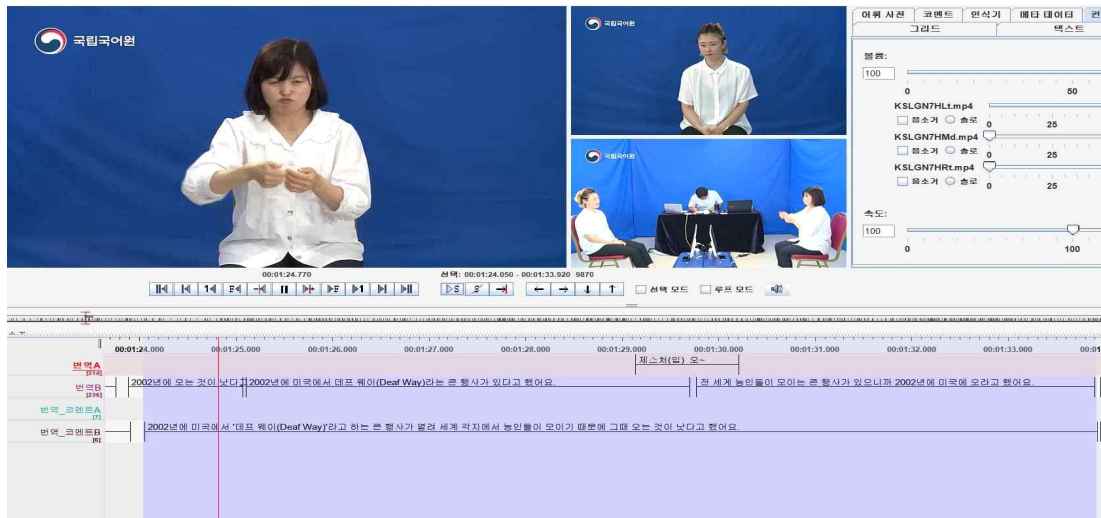 국립국어원
국립국어원
국립국어원
어휘 사전 코멘트 인식기 메타 데이터 컨
그리드 텍스트
볼륨:
100
0 50
KSLGN7HLt.mp4
음소거 솔로 0 25
KSLGN7HMd.mp4
음소거 솔로 0 25
KSLGN7HRt.mp4
음소거 솔로 0 25
속도:
100
0 100
00:01:24.770 선택: 00:01:24.050 - 00:01:33.920 9870
1 F F 1 S S 선택 모드 루프 모드
00:01:24.000 00:01:25.000 00:01:26.000 00:01:27.000 00:01:28.000 00:01:29.000 00:01:30.000 00:01:31.000 00:01:32.000 00:01:33.000 00:01
번역A 제스처(일) 오~
[314]
번역B 2002년에 오는 것이 낫다고 2002년에 미국에서 데프 웨이(Deaf Way)라는 큰 행사가 있다고 했어요. 전 세계 농인들이 모이는 큰 행사가 있으니까 2002년에 미국에 오라고 했어요.
[236]
번역_코멘트A
[7]
번역_코멘트B 2002년에 미국에서 '데프 웨이(Deaf Way)'라고 하는 큰 행사가 열려 세계 각지에서 농인들이 모이기 때문에 그때 오는 것이 낫다고 했어요.
[6]